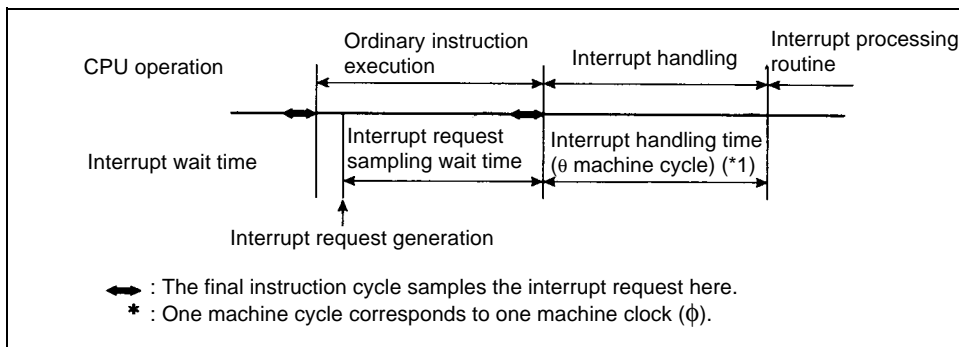 CPU operation
Ordinary instruction
execution
Interrupt handling
Interrupt processing
routine
Interrupt wait time
Interrupt request
sampling wait time
Interrupt handling time
(θ machine cycle) (*1)
Interrupt request generation
: The final instruction cycle samples the interrupt request here.
* : One machine cycle corresponds to one machine clock (ϕ).